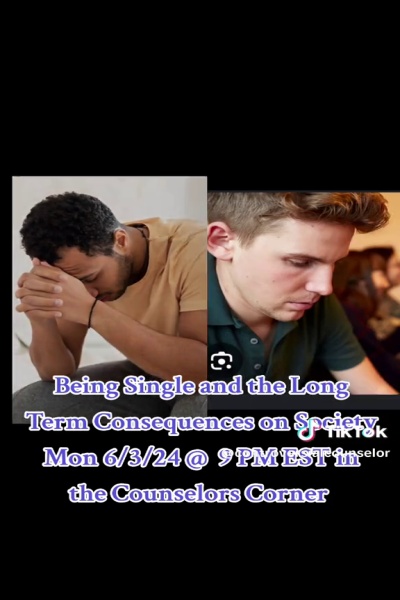 Being Single and the Long
Term Consequences on Society
TikTok
Mon 6/3/24 @ 9 PM EST in
the Counselors Corner